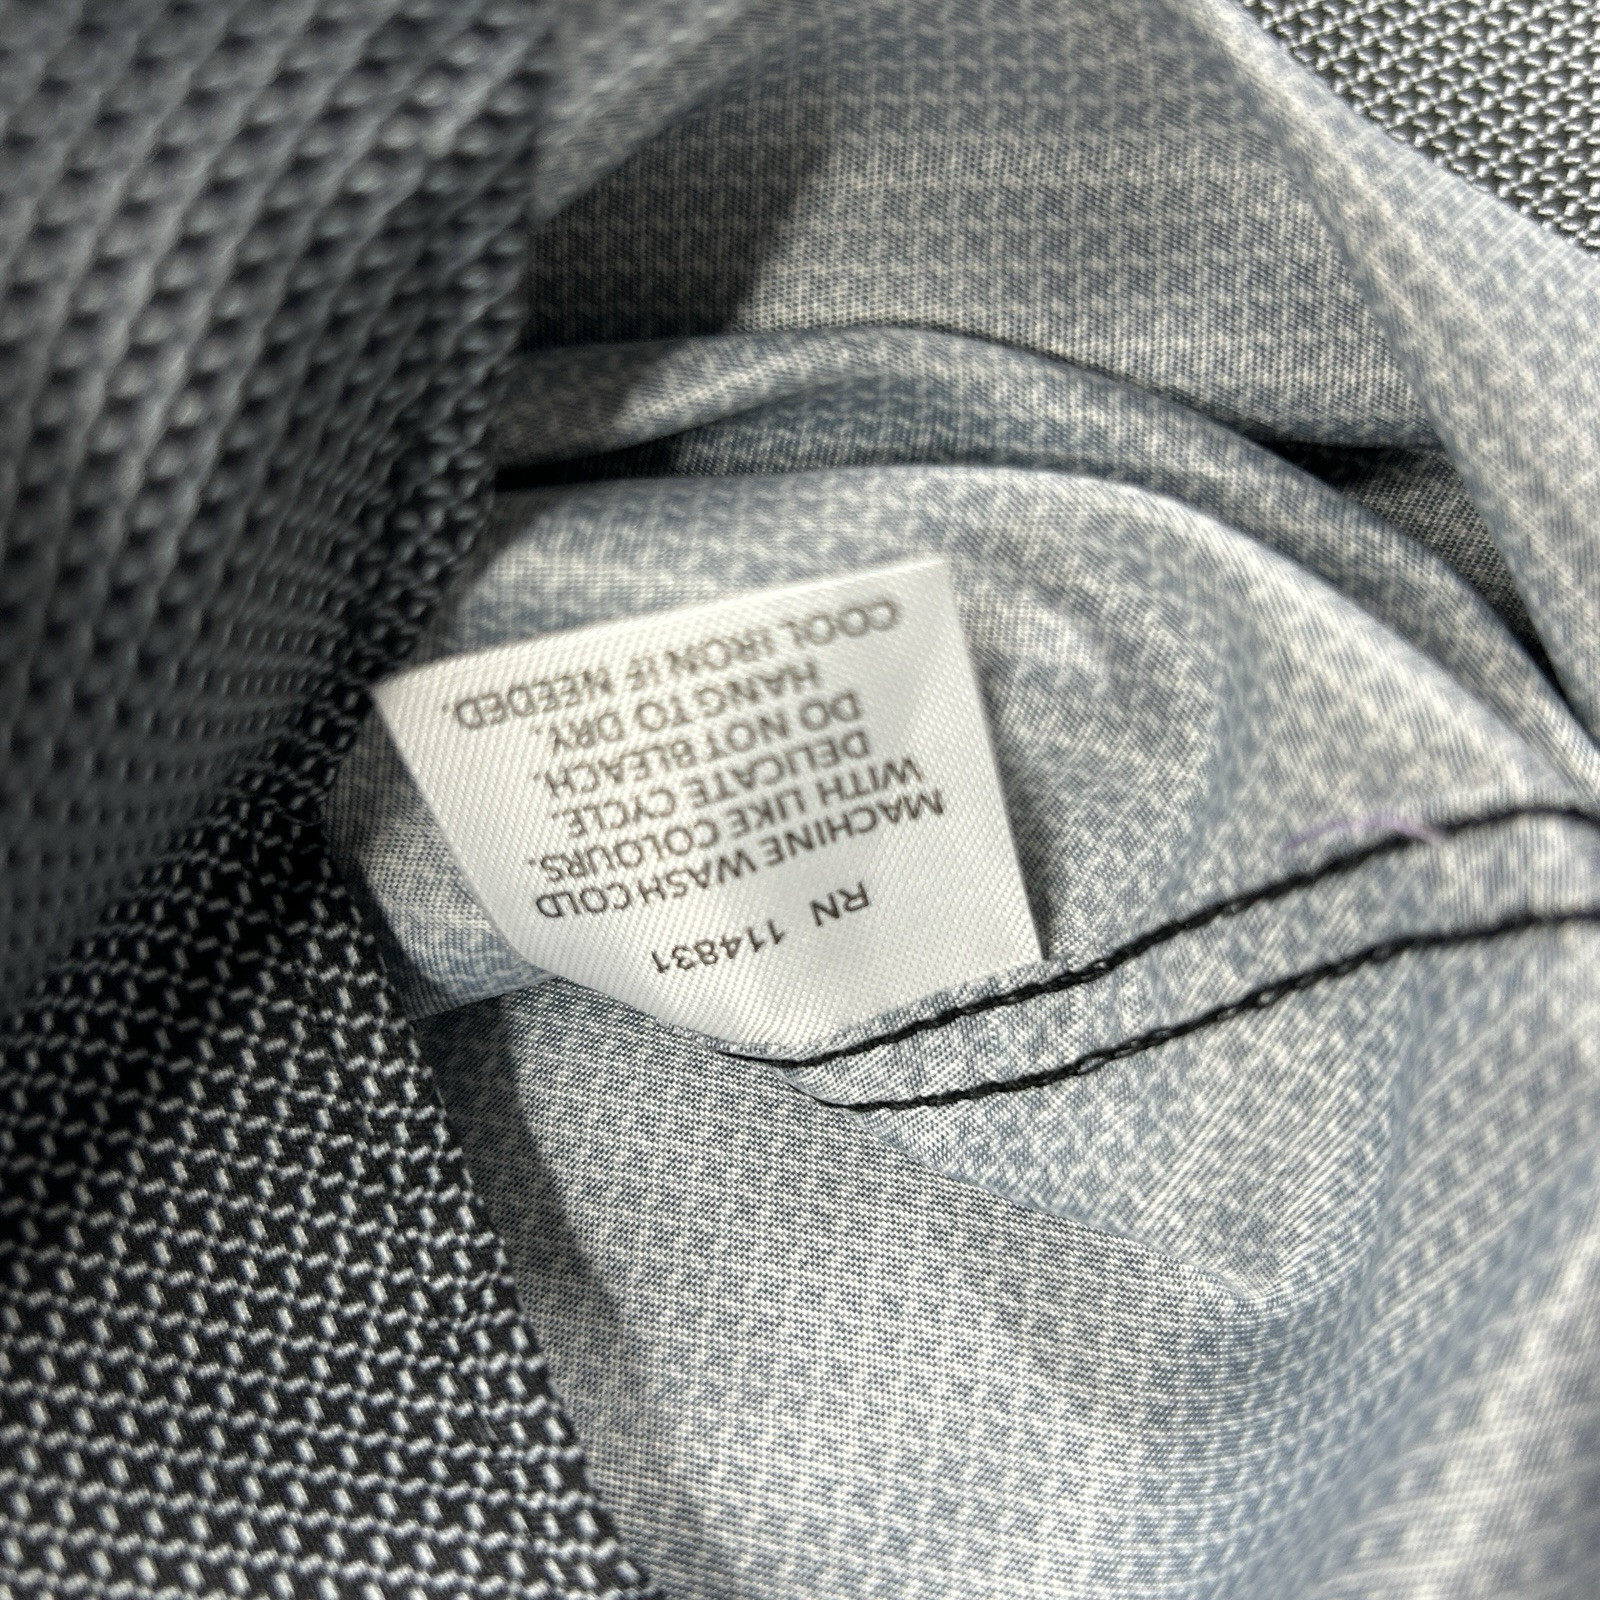 RN 114831
MACHINE WASH COLD
WITH LIKE COLOURS.
DELICATE CYCLE.
DO NOT BLEACH.
HANG TO DRY.
COOL IRON IF NEEDED.